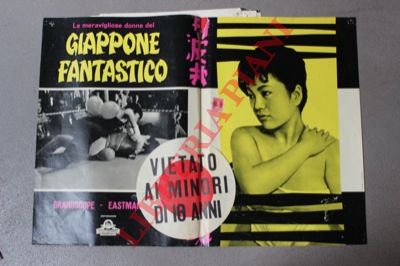 Le meravigliose donne del
GIAPPONE
FANTASTICO
VIETATO
AI MINORI
DI 18 ANNI
LIBRERIA PIANI